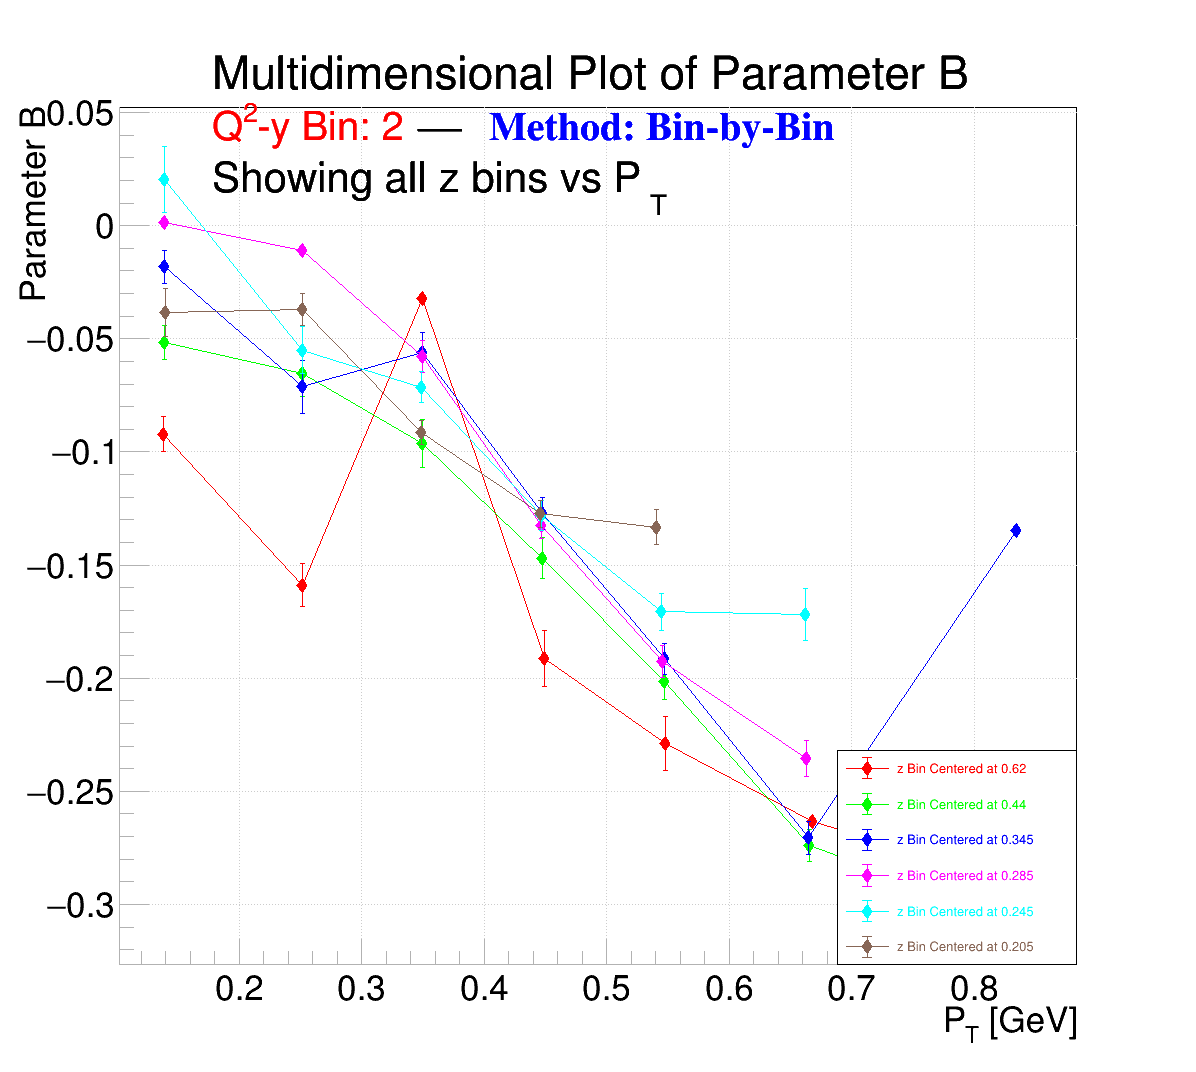 Multidimensional Plot of Parameter B
Q2-y Bin: 2 — Method: Bin-by-Bin
Showing all z bins vs PT
Parameter B
0.05
0
−0.05
−0.1
−0.15
−0.2
−0.25
−0.3
z Bin Centered at 0.62
z Bin Centered at 0.44
z Bin Centered at 0.345
z Bin Centered at 0.285
z Bin Centered at 0.245
z Bin Centered at 0.205
0.2 0.3 0.4 0.5 0.6 0.7 0.8
PT [GeV]